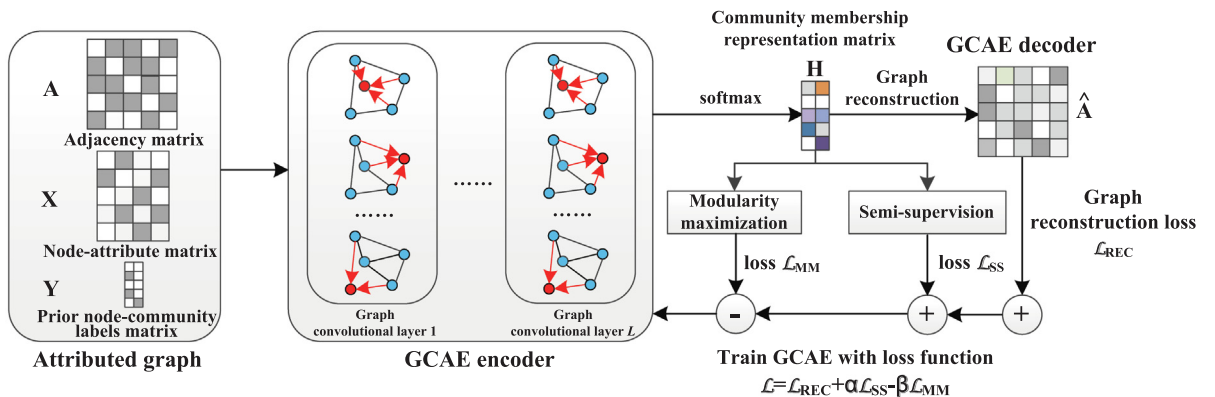 A
Adjacency matrix
X
Node-attribute matrix
Y
Prior node-community
labels matrix
Attributed graph
......
......
Graph
convolutional layer 1
......
Graph
convolutional layer L
GCAE encoder
softmax
Community membership
representation matrix
H
Graph
reconstruction
GCAE decoder
Â
Modularity
maximization
Semi-supervision
Graph
reconstruction loss
ℒREC
loss ℒMM
loss ℒSS
-
+
+
Train GCAE with loss function
ℒ=ℒREC+αℒSS-βℒMM